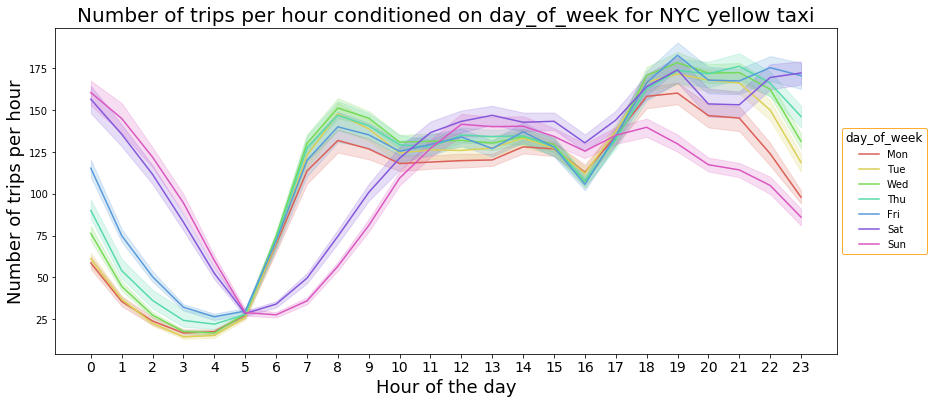 Number of trips per hour conditioned on day_of_week for NYC yellow taxi
Number of trips per hour
175
150
125
100
75
50
25
0 1 2 3 4 5 6 7 8 9 10 11 12 13 14 15 16 17 18 19 20 21 22 23
Hour of the day
day_of_week
Mon
Tue
Wed
Thu
Fri
Sat
Sun